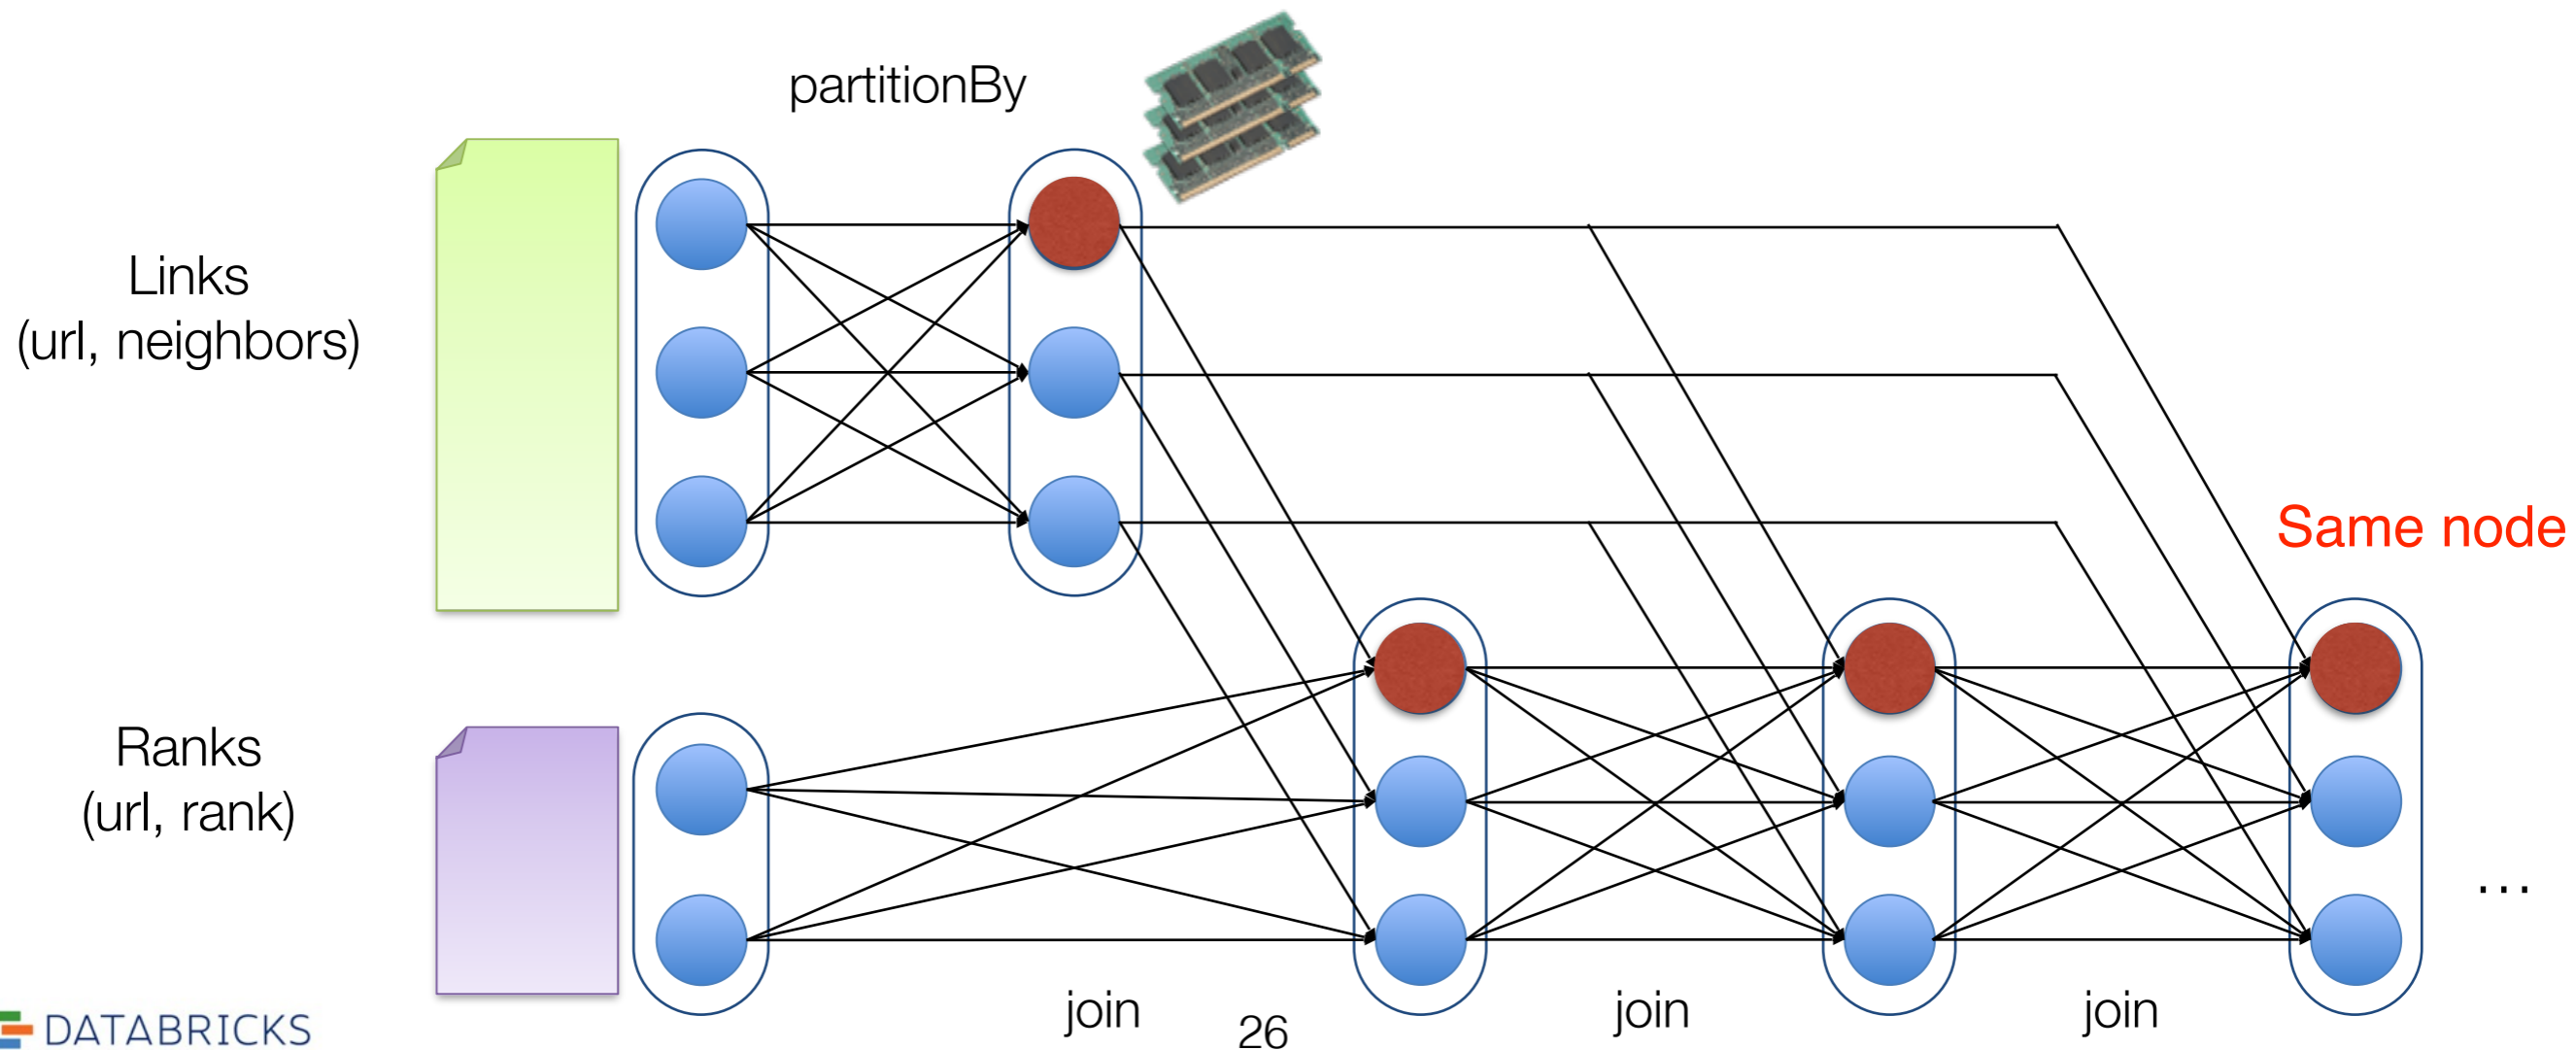 partitionBy
Links
(url, neighbors)
Same node
Ranks
(url, rank)
...
join
join
join
26
DATABRICKS